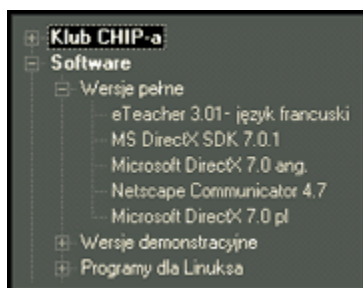 Klub CHIP-a
Software
Wersje pełne
eTeacher 3.01- język francuski
MS DirectX SDK 7.0.1
Microsoft DirectX 7.0 ang.
Netscape Communicator 4.7
Microsoft DirectX 7.0 pl
Wersje demonstracyjne
Programy dla Linuksa